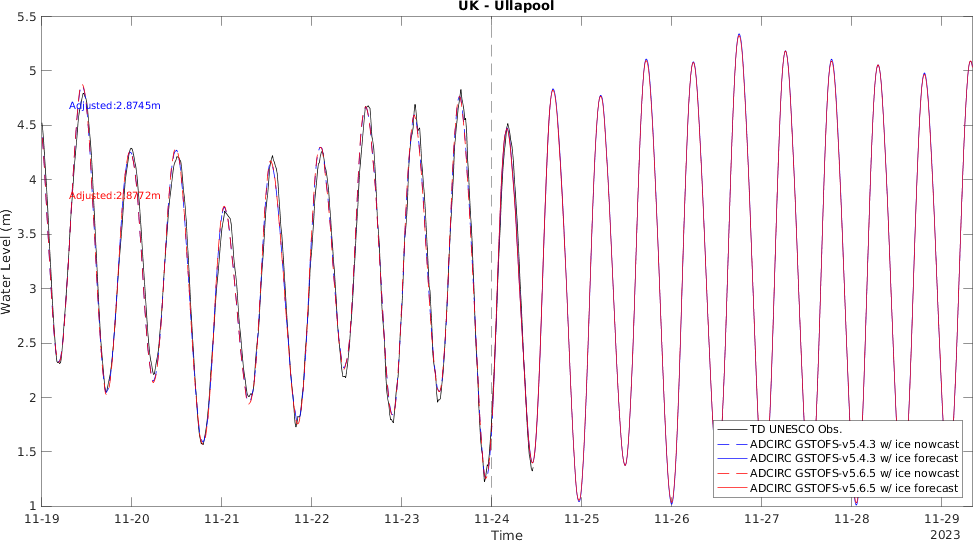 UK - Ullapool
5.5
5
4.5
4
3.5
3
2.5
2
1.5
1
Water Level (m)
Adjusted:2.8745m
Adjusted:2.8772m
TD UNESCO Obs.
ADCIRC GSTOFS-v5.4.3 w/ ice nowcast
ADCIRC GSTOFS-v5.4.3 w/ ice forecast
ADCIRC GSTOFS-v5.6.5 w/ ice nowcast
ADCIRC GSTOFS-v5.6.5 w/ ice forecast
11-19 11-20 11-21 11-22 11-23 11-24 11-25 11-26 11-27 11-28 11-29
2023
Time